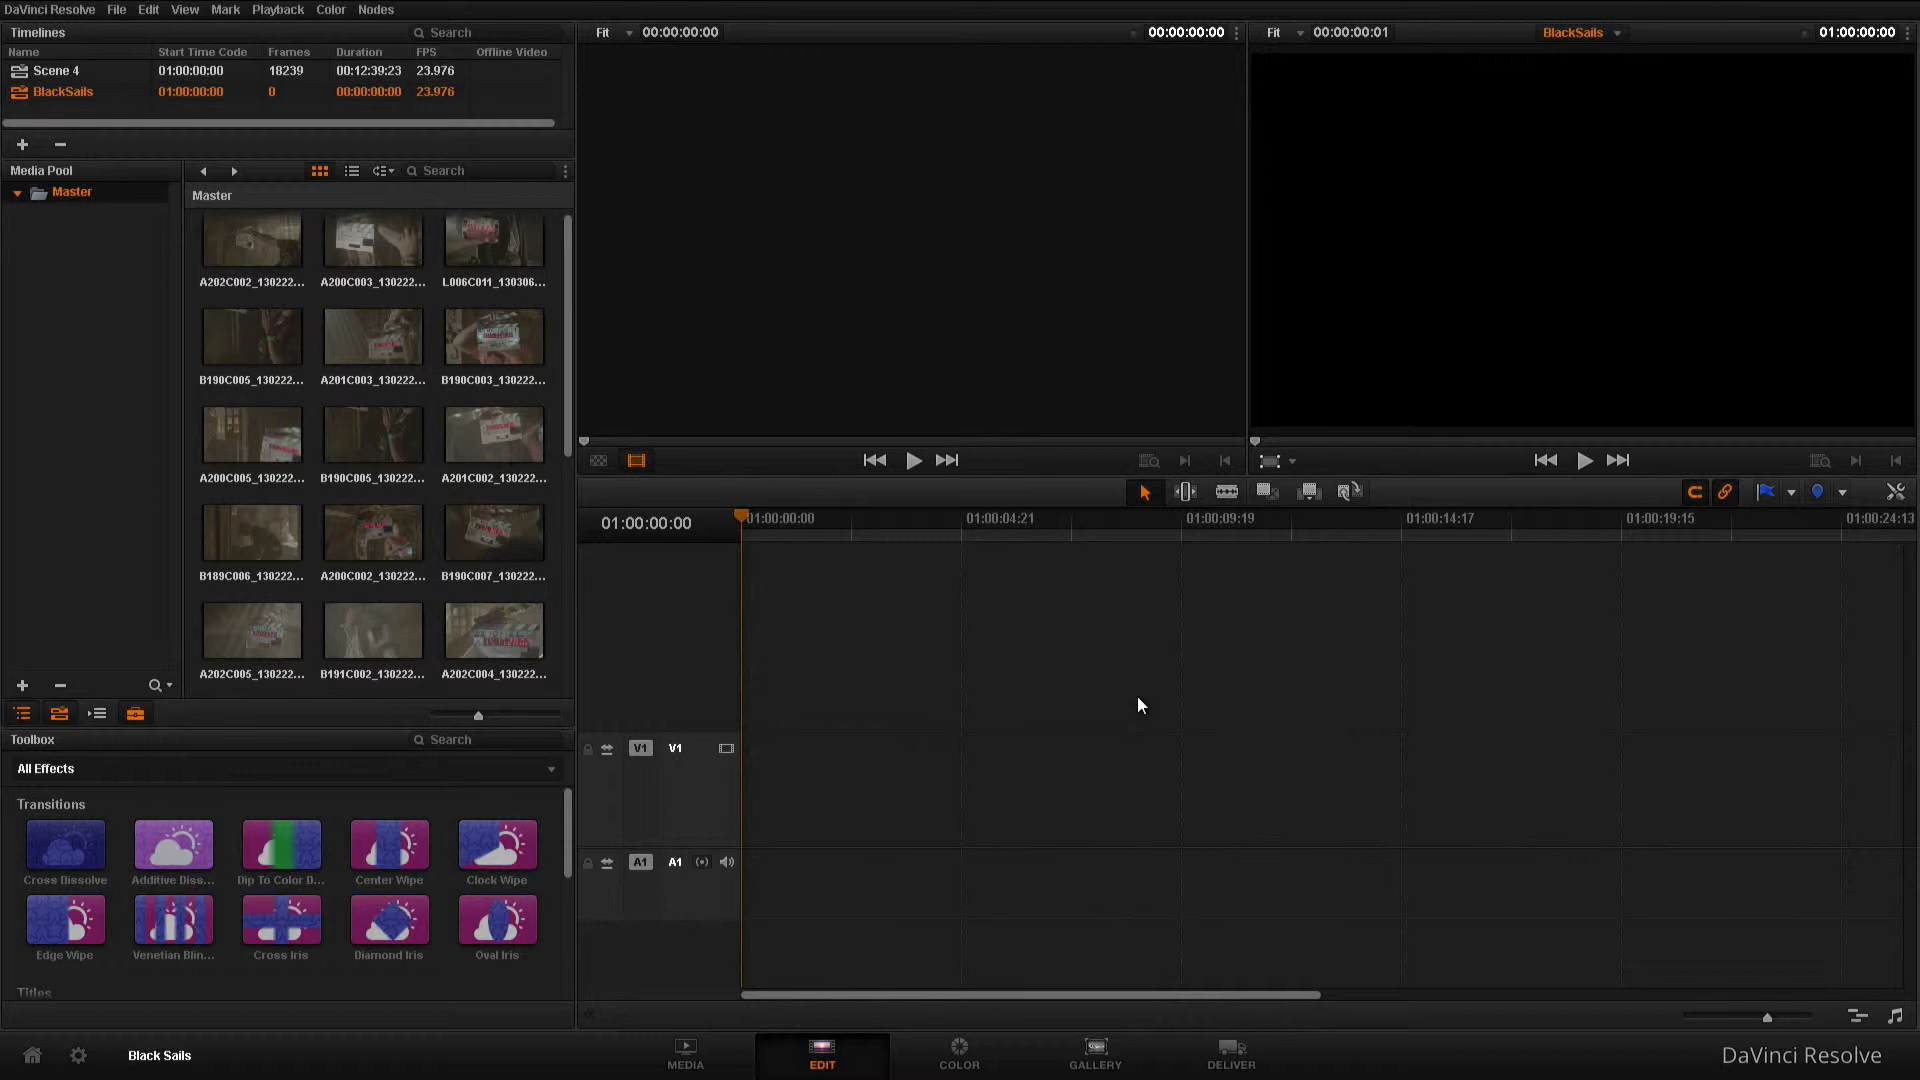 DaVinci Resolve File Edit View Mark Playback Color Nodes
Timelines
Search
Name Start Time Code Frames Duration FPS Offline Video
Scene 4 01:00:00:00 18239 00:12:39:23 23.976
BlackSails 01:00:00:00 0 00:00:00:00 23.976
Fit 00:00:00:00 00:00:00:00
Fit 00:00:00:01 BlackSails 01:00:00:00
Media Pool
Search
Master
Master
A202C002_130222... A200C003_130222... L006C011_130306...
B190C005_130222... A201C003_130222... B190C003_130222...
A200C005_130222... B190C005_130222... A201C002_130222...
B189C006_130222... A200C002_130222... B190C007_130222...
A202C005_130222... B191C002_130222... A202C004_130222...
01:00:00:00
01:00:00:00 01:00:04:21 01:00:09:19 01:00:14:17 01:00:19:15 01:00:24:13
V1 V1
A1 A1
Toolbox
Search
All Effects
Transitions
Cross Dissolve Additive Diss... Dip To Color D... Center Wipe Clock Wipe
Edge Wipe Venetian Blin... Cross Iris Diamond Iris Oval Iris
Titles
Black Sails
MEDIA EDIT COLOR GALLERY DELIVER
DaVinci Resolve